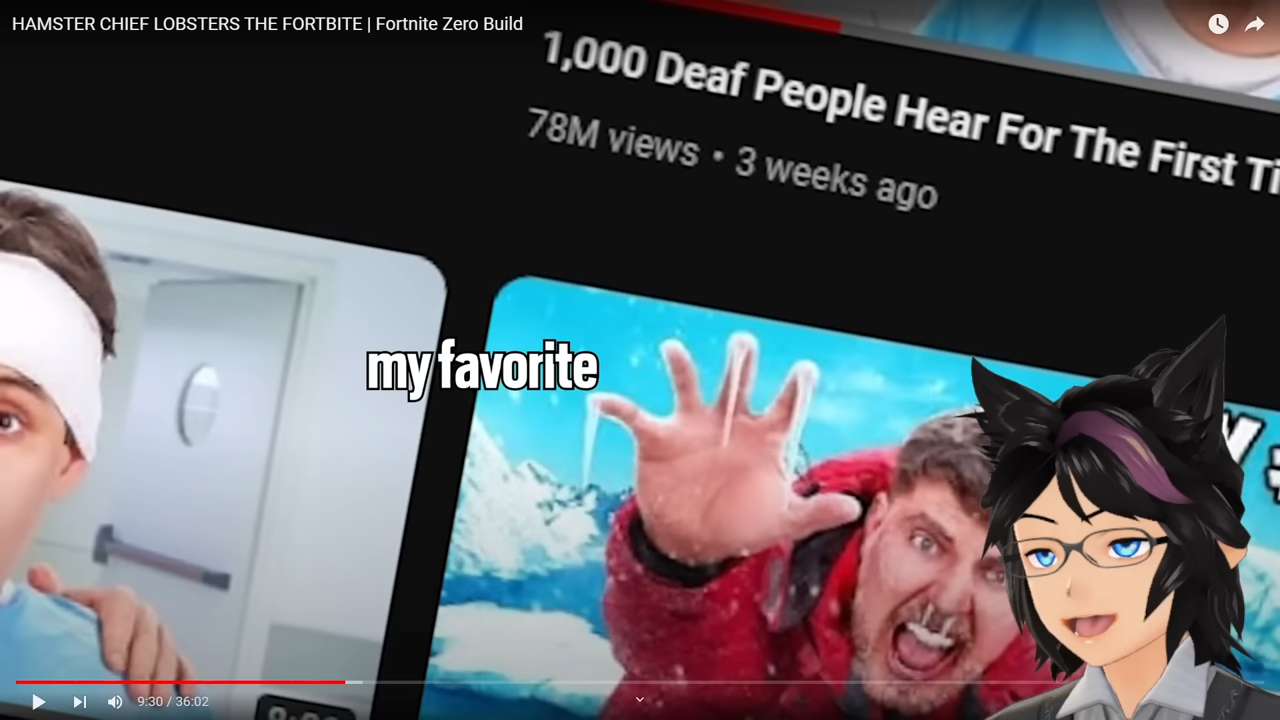 HAMSTER CHIEF LOBSTERS THE FORTBITE | Fortnite Zero Build
1,000 Deaf People Hear For The First
78M views • 3 weeks ago
my favorite
9:30 / 36:02